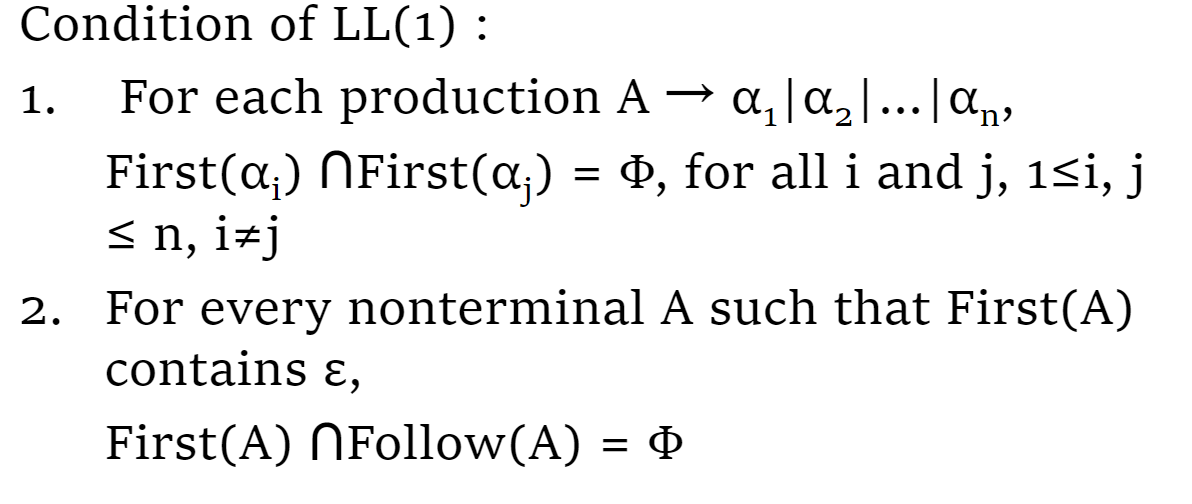 Condition of LL(1) :
1. For each production A → α₁|α₂|...|αₙ,
First(αᵢ) ⋂First(αⱼ) = Φ, for all i and j, 1≤i, j
≤ n, i≠j
2. For every nonterminal A such that First(A)
contains ε,
First(A) ⋂Follow(A) = Φ